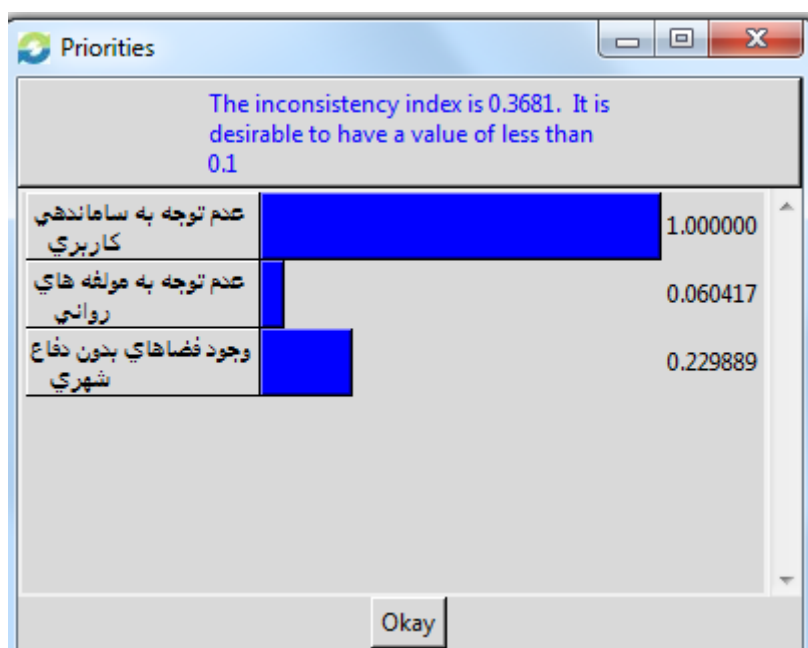 Priorities
The inconsistency index is 0.3681. It is
desirable to have a value of less than
0.1
عدم توجه به ساماندهي
كاربري
1.000000
عدم توجه به مولفه هاي
رواني
0.060417
وجود فضاهاي بدون دفاع
شهري
0.229889
Okay